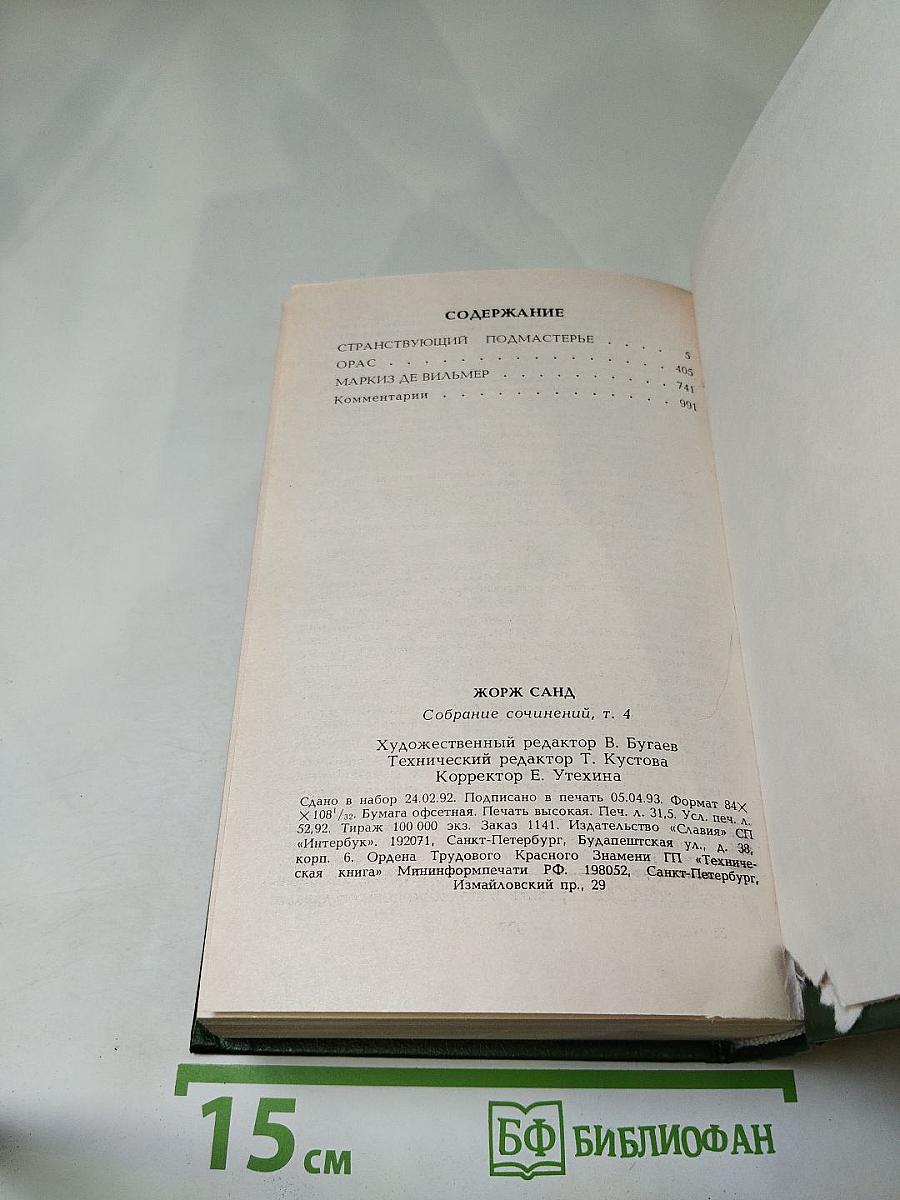 СОДЕРЖАНИЕ
СТРАНСТВУЮЩИЙ ПОДМАСТЕРЬЕ . . . . 5
ОРАС . . . . . . . . . . . . . . . 405
МАРКИЗ ДЕ ВИЛЬМЕР . . . . . . . . . . 741
Комментарии . . . . . . . . . . . . . 991
ЖОРЖ САНД
Собрание сочинений, т. 4
Художественный редактор В. Бугаев
Технический редактор Т. Кустова
Корректор Е. Утехина
Сдано в набор 24.02.92. Подписано в печать 05.04.93. Формат 84×
×108¹/₃₂. Бумага офсетная. Печать высокая. Печ. л. 31,5. Усл. печ. л.
52,92. Тираж 100 000 экз. Заказ 1141. Издательство «Славия» СП
«Интербук». 192071, Санкт-Петербург, Будапештская ул., д. 38,
корп. 6. Ордена Трудового Красного Знамени ГП «Техниче-
ская книга» Мининформпечати РФ. 198052, Санкт-Петербург,
Измайловский пр., 29
15 см
БФ БИБЛИОФАН